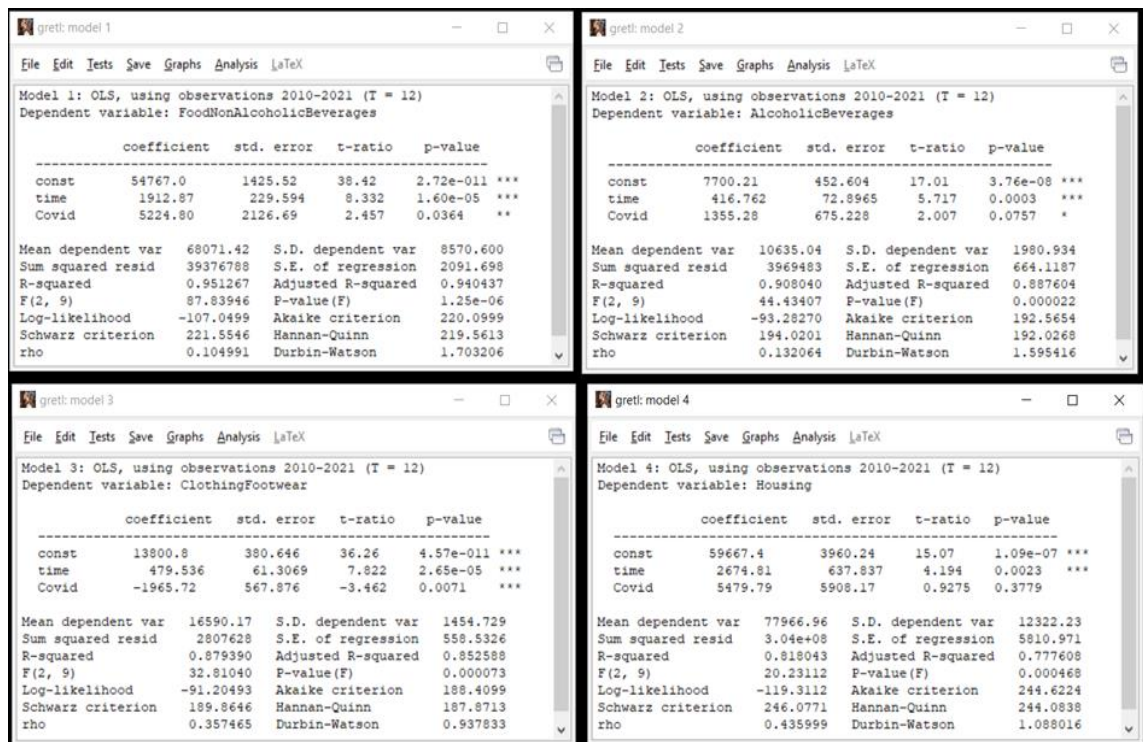 gretl: model 1
File Edit Tests Save Graphs Analysis LaTeX
Model 1: OLS, using observations 2010-2021 (T = 12)
Dependent variable: FoodNonAlcoholicBeverages
coefficient std. error t-ratio p-value
const 54767.0 1425.52 38.42 2.72e-011 ***
time 1912.87 229.594 8.332 1.60e-05 ***
Covid 5224.80 2126.69 2.457 0.0364 **
Mean dependent var 68071.42 S.D. dependent var 8570.600
Sum squared resid 39376788 S.E. of regression 2091.698
R-squared 0.951267 Adjusted R-squared 0.940437
F(2, 9) 87.83946 P-value(F) 1.25e-06
Log-likelihood -107.0499 Akaike criterion 220.0999
Schwarz criterion 221.5546 Hannan-Quinn 219.5613
rho 0.104991 Durbin-Watson 1.703206
gretl: model 2
File Edit Tests Save Graphs Analysis LaTeX
Model 2: OLS, using observations 2010-2021 (T = 12)
Dependent variable: AlcoholicBeverages
coefficient std. error t-ratio p-value
const 7700.21 452.604 17.01 3.76e-08 ***
time 416.762 72.8965 5.717 0.0003 ***
Covid 1355.28 675.228 2.007 0.0757 *
Mean dependent var 10635.04 S.D. dependent var 1980.934
Sum squared resid 3969483 S.E. of regression 664.1187
R-squared 0.908040 Adjusted R-squared 0.887604
F(2, 9) 44.43407 P-value(F) 0.000022
Log-likelihood -93.28270 Akaike criterion 192.5654
Schwarz criterion 194.0201 Hannan-Quinn 192.0268
rho 0.132064 Durbin-Watson 1.595416
gretl: model 3
File Edit Tests Save Graphs Analysis LaTeX
Model 3: OLS, using observations 2010-2021 (T = 12)
Dependent variable: ClothingFootwear
coefficient std. error t-ratio p-value
const 13800.8 380.646 36.26 4.57e-011 ***
time 479.536 61.3069 7.822 2.65e-05 ***
Covid -1965.72 567.876 -3.462 0.0071 ***
Mean dependent var 16590.17 S.D. dependent var 1454.729
Sum squared resid 2807628 S.E. of regression 558.5326
R-squared 0.879390 Adjusted R-squared 0.852588
F(2, 9) 32.81040 P-value(F) 0.000073
Log-likelihood -91.20493 Akaike criterion 188.4099
Schwarz criterion 189.8646 Hannan-Quinn 187.8713
rho 0.357465 Durbin-Watson 0.937833
gretl: model 4
File Edit Tests Save Graphs Analysis LaTeX
Model 4: OLS, using observations 2010-2021 (T = 12)
Dependent variable: Housing
coefficient std. error t-ratio p-value
const 59667.4 3960.24 15.07 1.09e-07 ***
time 2674.81 637.837 4.194 0.0023 ***
Covid 5479.79 5908.17 0.9275 0.3779
Mean dependent var 77966.96 S.D. dependent var 12322.23
Sum squared resid 3.04e+08 S.E. of regression 5810.971
R-squared 0.818043 Adjusted R-squared 0.777608
F(2, 9) 20.23112 P-value(F) 0.000468
Log-likelihood -119.3112 Akaike criterion 244.6224
Schwarz criterion 246.0771 Hannan-Quinn 244.0838
rho 0.435999 Durbin-Watson 1.088016